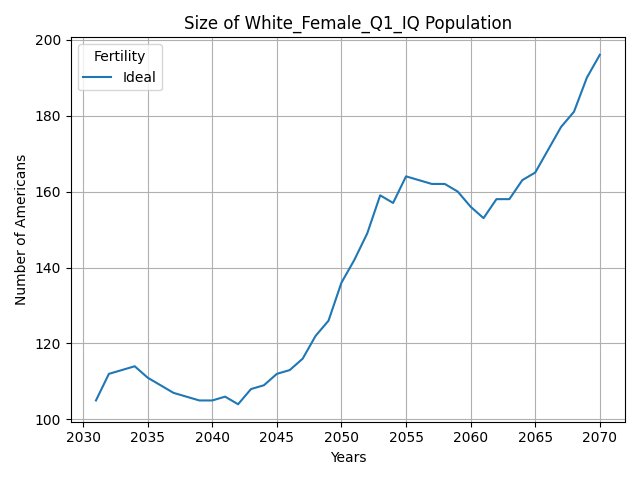 Size of White_Female_Q1_IQ Population
200
Fertility
Ideal
180
160
140
120
100
Number of Americans
2030 2035 2040 2045 2050 2055 2060 2065 2070
Years